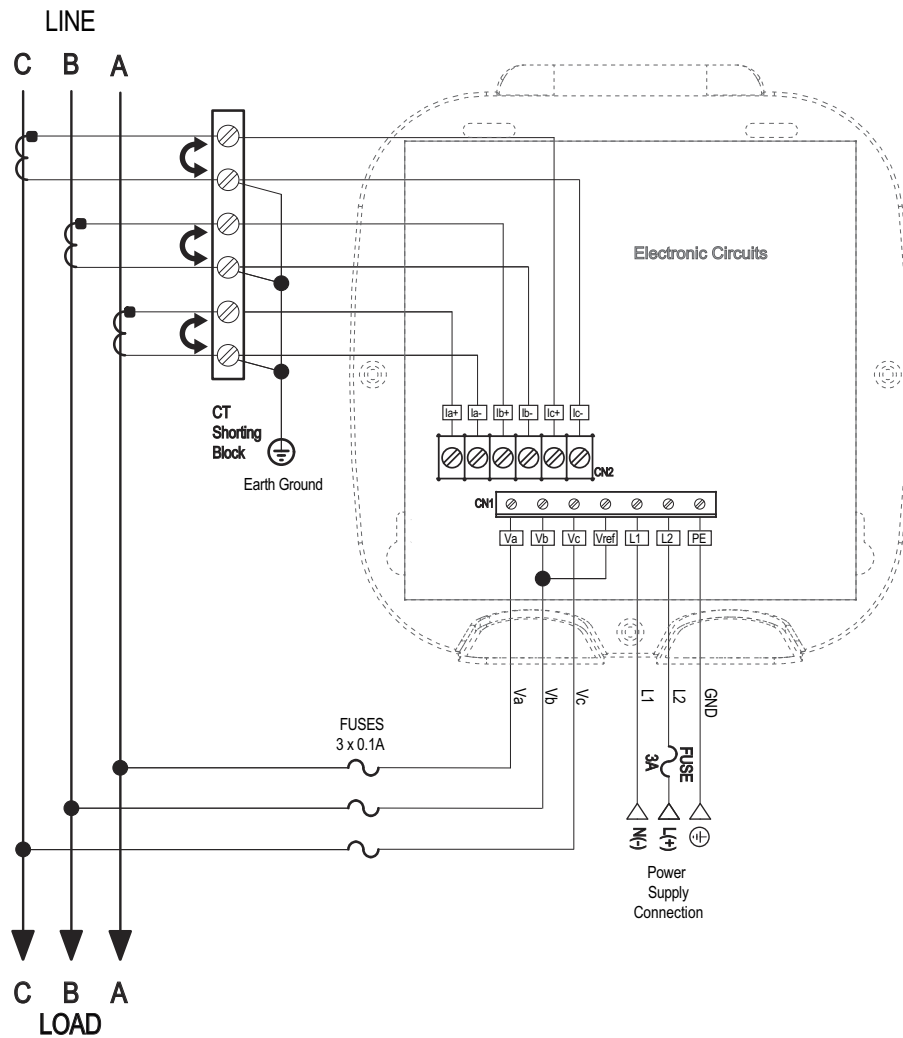 LINE
C B A
Electronic Circuits
CT
Shorting
Block
Earth Ground
Ia+ Ia- Ib+ Ib- Ic+ Ic-
CN2
CN1
Va Vb Vc Vref L1 L2 PE
Va Vb Vc L1 L2 GND
FUSES
3 x 0.1A
FUSE
3A
N(-) L(+)
Power
Supply
Connection
C B A
LOAD